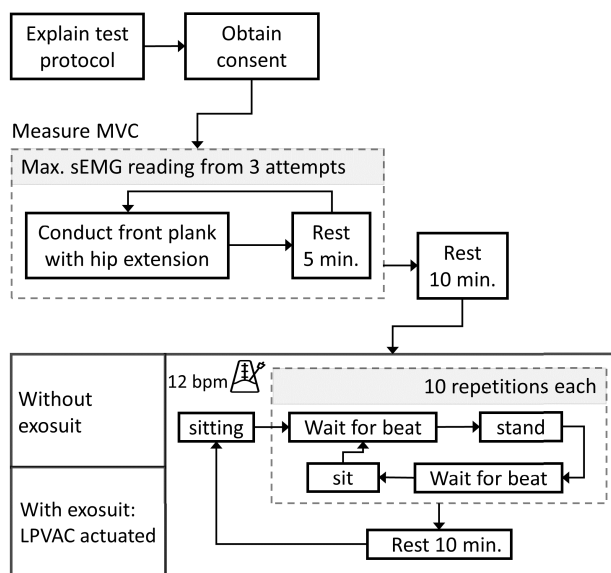 Explain test
protocol
Obtain
consent
Measure MVC
Max. sEMG reading from 3 attempts
Conduct front plank
with hip extension
Rest
5 min.
Rest
10 min.
Without
exosuit
With exosuit:
LPVAC actuated
12 bpm
10 repetitions each
sitting
Wait for beat
stand
sit
Wait for beat
Rest 10 min.